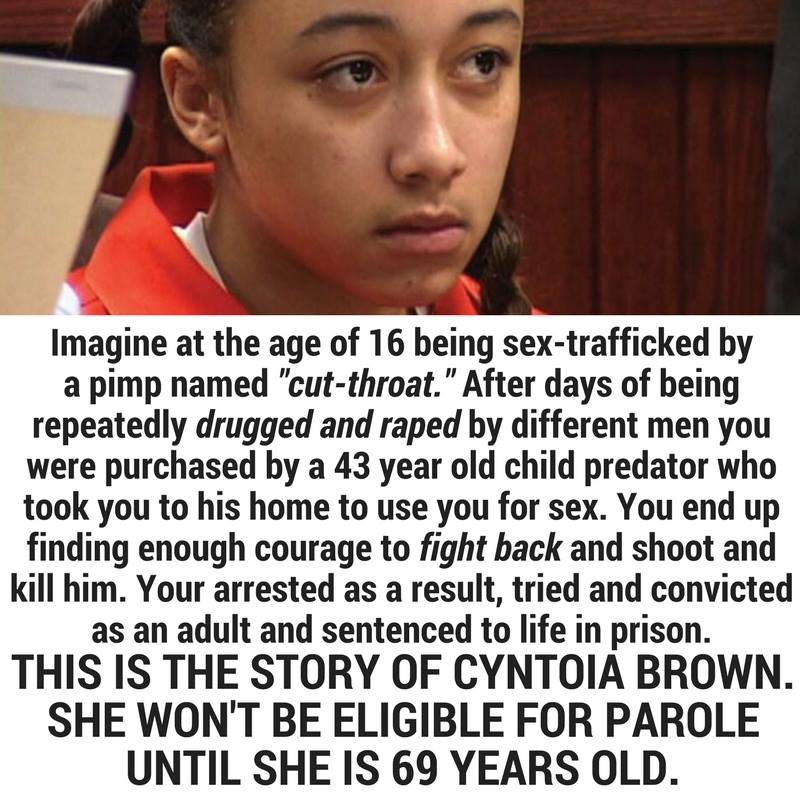 Imagine at the age of 16 being sex-trafficked by
a pimp named "cut-throat." After days of being
repeatedly drugged and raped by different men you
were purchased by a 43 year old child predator who
took you to his home to use you for sex. You end up
finding enough courage to fight back and shoot and
kill him. Your arrested as a result, tried and convicted
as an adult and sentenced to life in prison.
THIS IS THE STORY OF CYNTOIA BROWN.
SHE WON'T BE ELIGIBLE FOR PAROLE
UNTIL SHE IS 69 YEARS OLD.